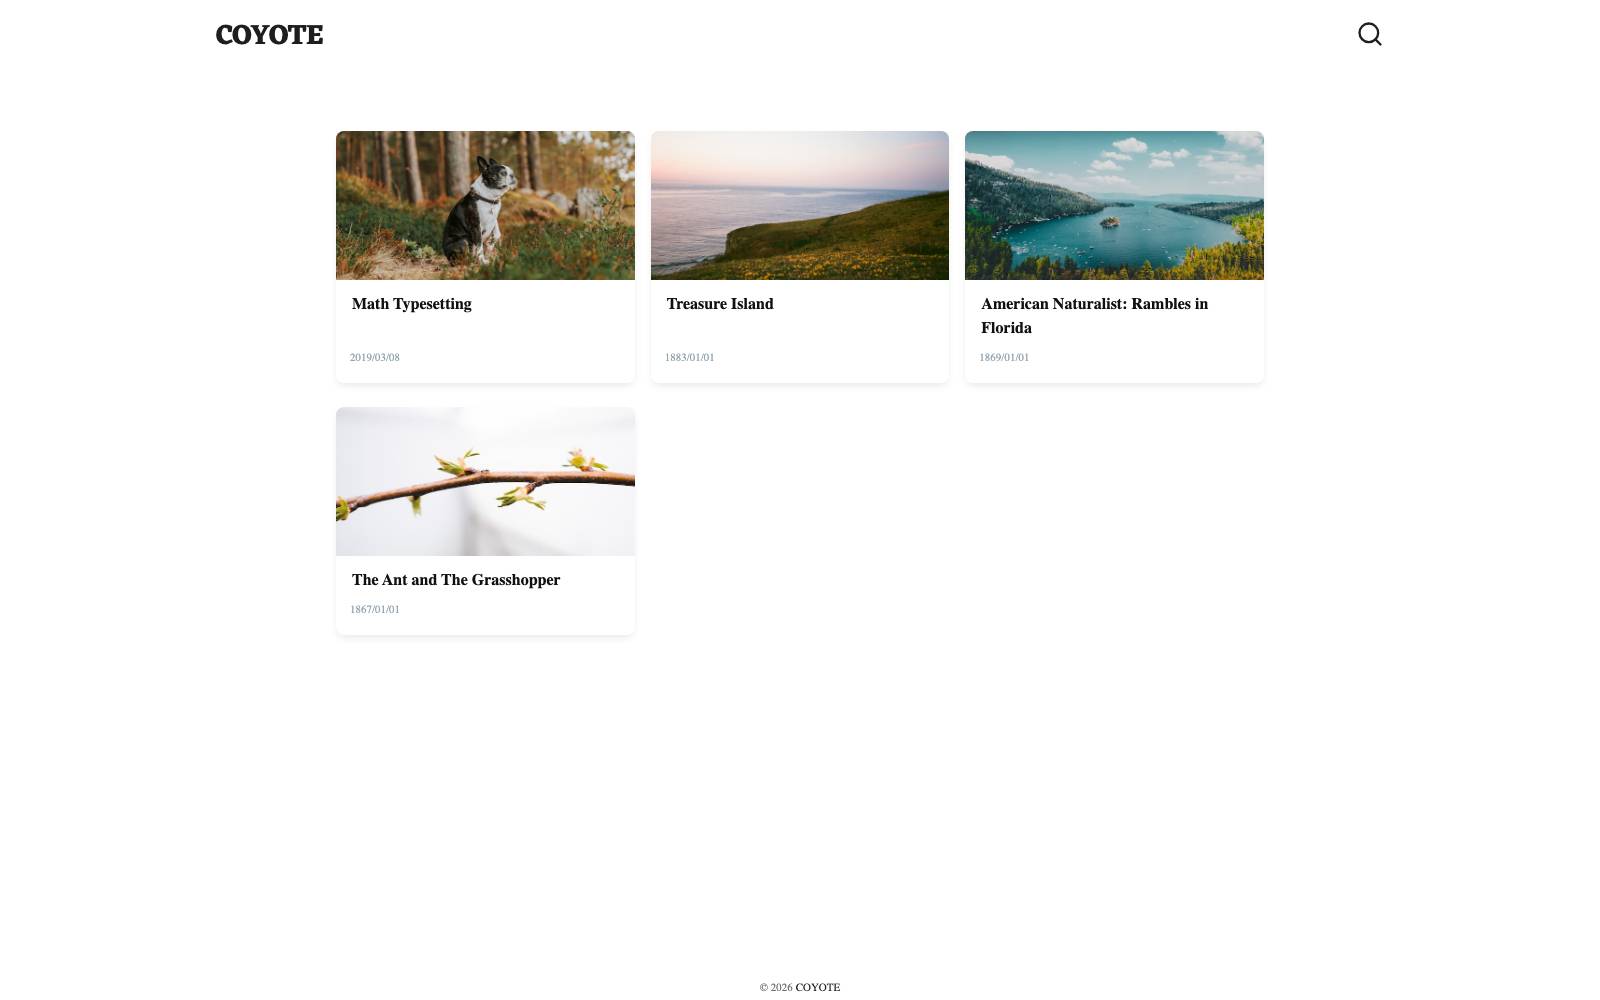 COYOTE
Math Typesetting
2019/03/08
Treasure Island
1883/01/01
American Naturalist: Rambles in
Florida
1869/01/01
The Ant and The Grasshopper
1867/01/01
© 2026 COYOTE